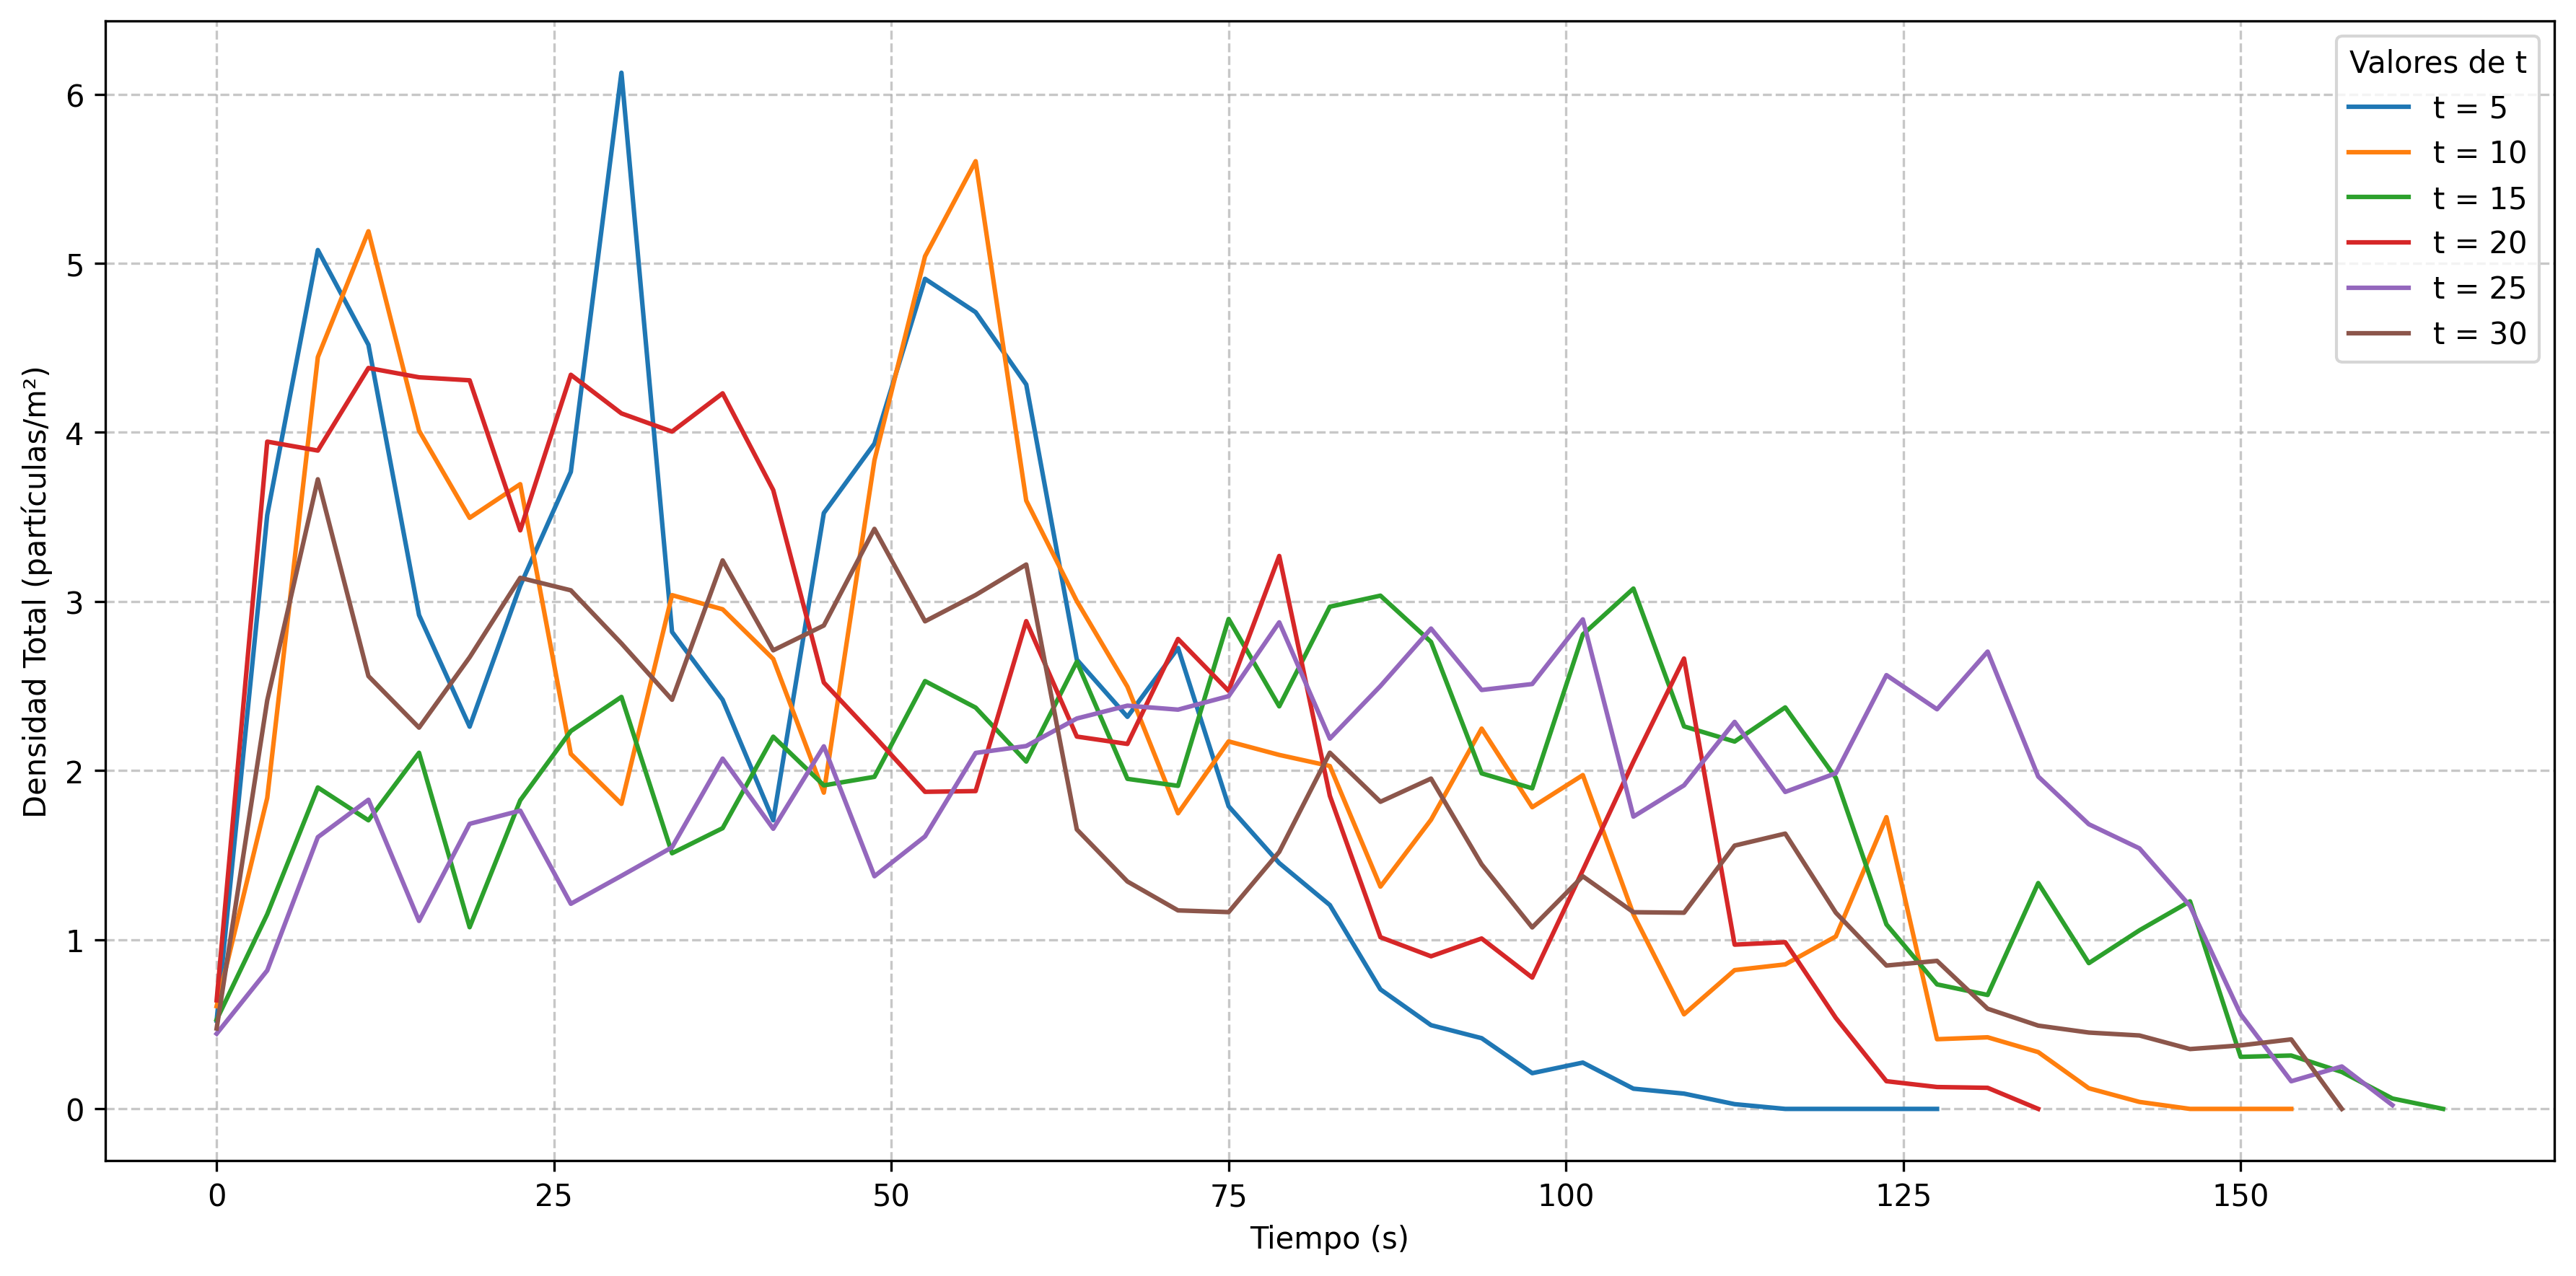 Densidad Total (partículas/m²)
6
5
4
3
2
1
0
0 25 50 75 100 125 150
Tiempo (s)
Valores de t
t = 5
t = 10
t = 15
t = 20
t = 25
t = 30